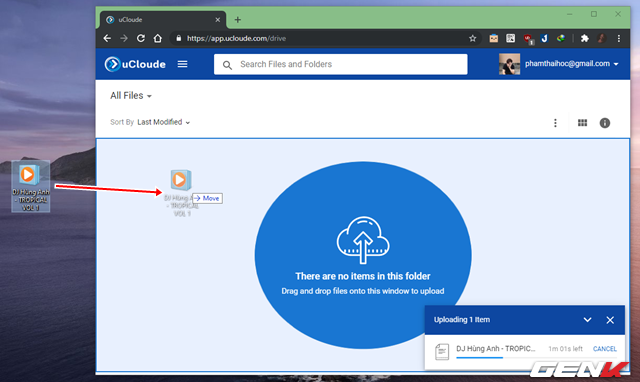 uCloude
https://app.ucloude.com/drive
uCloude
Search Files and Folders
phamthaihoc@gmail.com
All Files
Sort By Last Modified
DJ Hùng Anh
- TROPICAL
VOL 1
DJ Hùng A
- TROPICAL
VOL 1
Move
There are no items in this folder
Drag and drop files onto this window to upload
Uploading 1 Item
DJ Hùng Anh - TROPIC...
1m 01s left
CANCEL
GENK